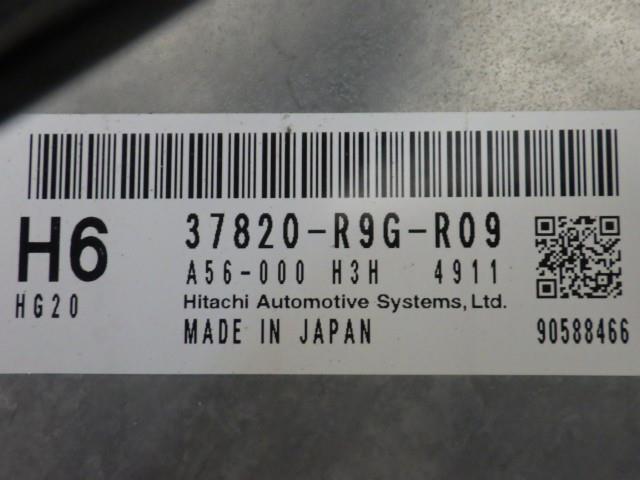 H6
HG20
37820-R9G-R09
A56-000 H3H 4911
Hitachi Automotive Systems, Ltd.
MADE IN JAPAN
90588466